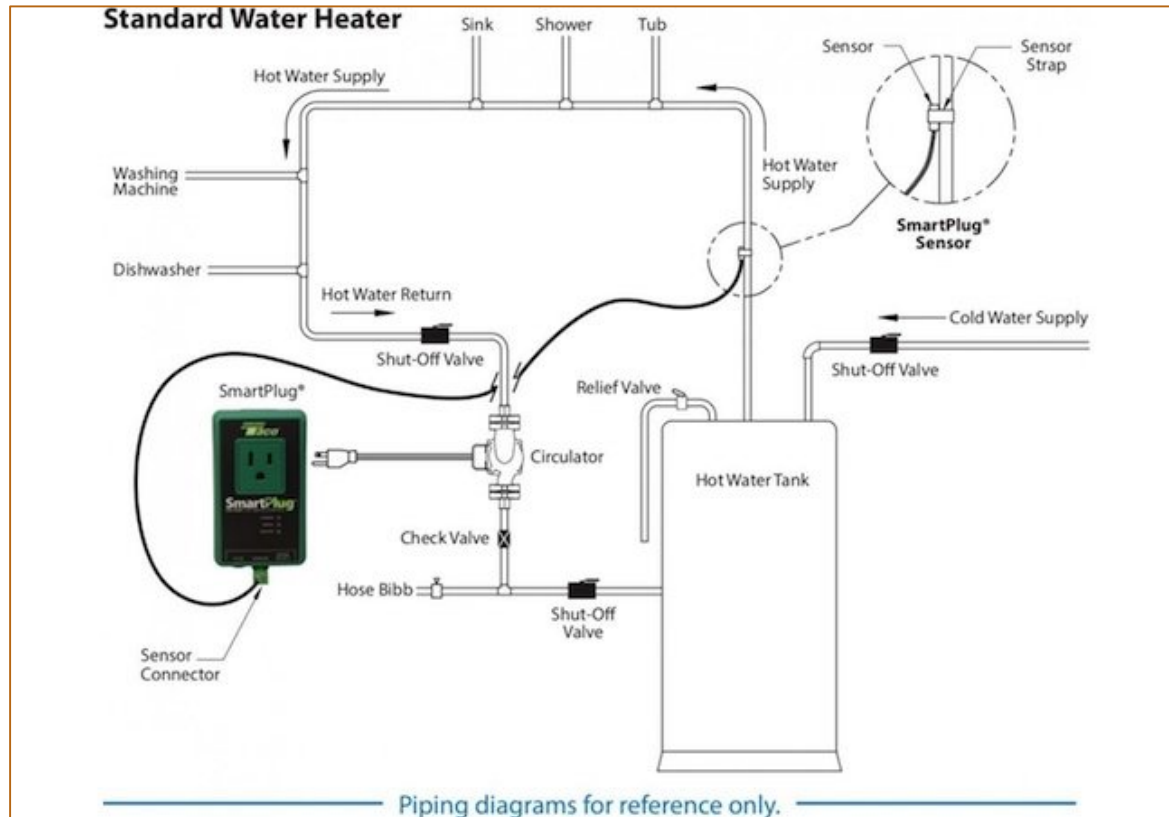 Standard Water Heater
Sink
Shower
Tub
Sensor
Sensor
Strap
Hot Water Supply
Hot Water
Supply
Washing
Machine
SmartPlug®
Sensor
Dishwasher
Hot Water Return
Cold Water Supply
Shut-Off Valve
Shut-Off Valve
SmartPlug®
Relief Valve
Taco
Circulator
Hot Water Tank
SmartPlug
Check Valve
Hose Bibb
Shut-Off
Valve
Sensor
Connector
Piping diagrams for reference only.